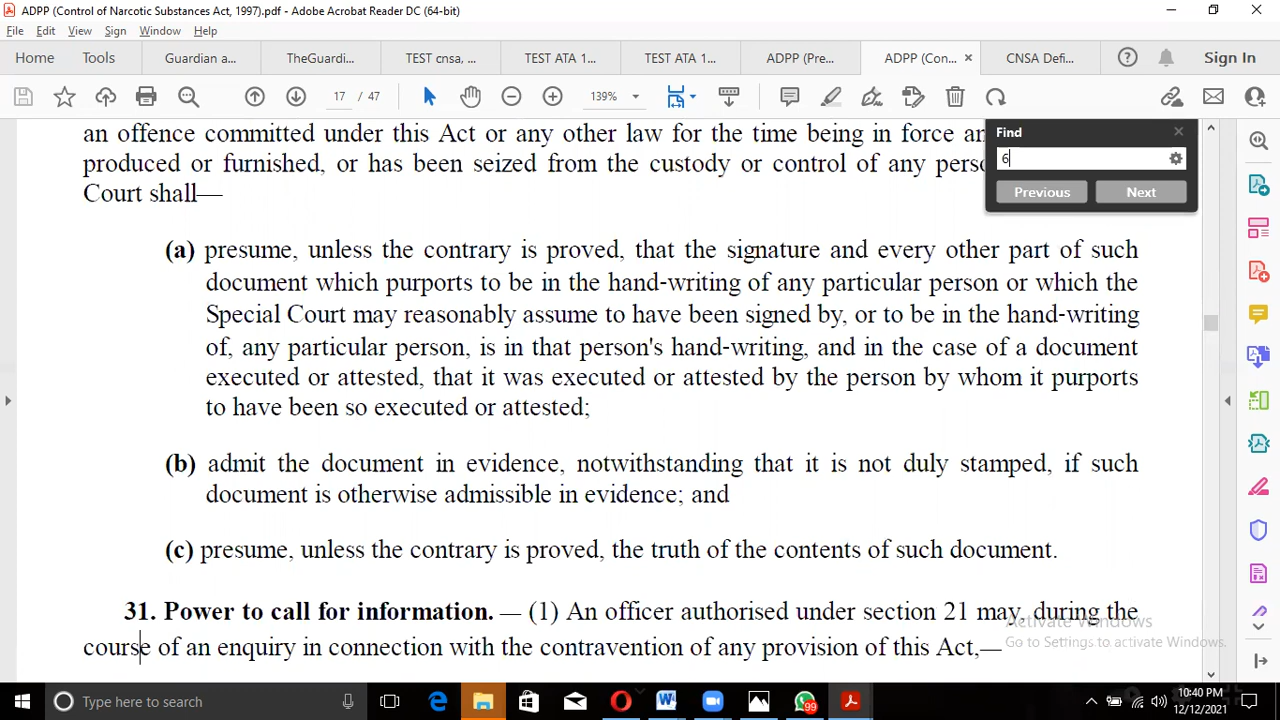 ADPP (Control of Narcotic Substances Act, 1997).pdf - Adobe Acrobat Reader DC (64-bit)
File Edit View Sign Window Help
Home Tools Guardian a... TheGuardi... TEST cnsa, ... TEST ATA 1... TEST ATA 1... ADPP (Pre... ADPP (Con... CNSA Defi... Sign In
17 / 47 139%
Find
6
Previous Next
an offence committed under this Act or any other law for the time being in force an
produced or furnished, or has been seized from the custody or control of any pers
Court shall—
(a) presume, unless the contrary is proved, that the signature and every other part of such
document which purports to be in the hand-writing of any particular person or which the
Special Court may reasonably assume to have been signed by, or to be in the hand-writing
of, any particular person, is in that person's hand-writing, and in the case of a document
executed or attested, that it was executed or attested by the person by whom it purports
to have been so executed or attested;
(b) admit the document in evidence, notwithstanding that it is not duly stamped, if such
document is otherwise admissible in evidence; and
(c) presume, unless the contrary is proved, the truth of the contents of such document.
31. Power to call for information. — (1) An officer authorised under section 21 may, during the
course of an enquiry in connection with the contravention of any provision of this Act,—
Activate Windows
Go to Settings to activate Windows.
Type here to search
99
10:40 PM
12/12/2021